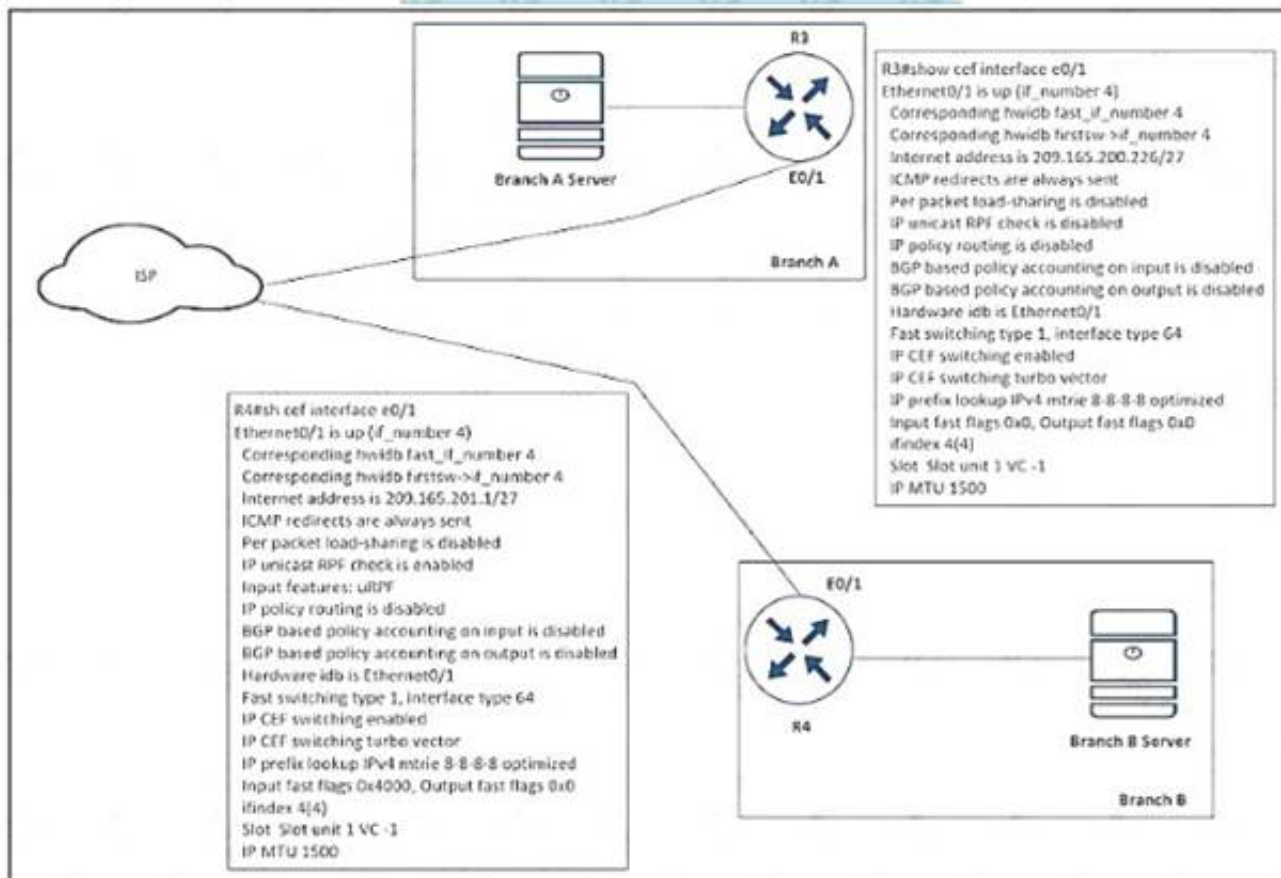 R3
E0/1
Branch A Server
Branch A
ISP
R3#show cef interface e0/1
Ethernet0/1 is up (if_number 4)
Corresponding hwidb fast_if_number 4
Corresponding hwidb firstsw->if_number 4
Internet address is 209.165.200.226/27
ICMP redirects are always sent
Per packet load-sharing is disabled
IP unicast RPF check is disabled
IP policy routing is disabled
BGP based policy accounting on input is disabled
BGP based policy accounting on output is disabled
Hardware idb is Ethernet0/1
Fast switching type 1, interface type 64
IP CEF switching enabled
IP CEF switching turbo vector
IP prefix lookup IPv4 mtrie 8-8-8-8 optimized
Input fast flags 0x0, Output fast flags 0x0
ifindex 4(4)
Slot Slot unit 1 VC -1
IP MTU 1500
R4#sh cef interface e0/1
Ethernet0/1 is up (if_number 4)
Corresponding hwidb fast_if_number 4
Corresponding hwidb firstsw->if_number 4
Internet address is 209.165.201.1/27
ICMP redirects are always sent
Per packet load-sharing is disabled
IP unicast RPF check is enabled
Input features: uRPF
IP policy routing is disabled
BGP based policy accounting on input is disabled
BGP based policy accounting on output is disabled
Hardware idb is Ethernet0/1
Fast switching type 1, interface type 64
IP CEF switching enabled
IP CEF switching turbo vector
IP prefix lookup IPv4 mtrie 8-8-8-8 optimized
Input fast flags 0x4000, Output fast flags 0x0
ifindex 4(4)
Slot Slot unit 1 VC -1
IP MTU 1500
E0/1
R4
Branch B Server
Branch B